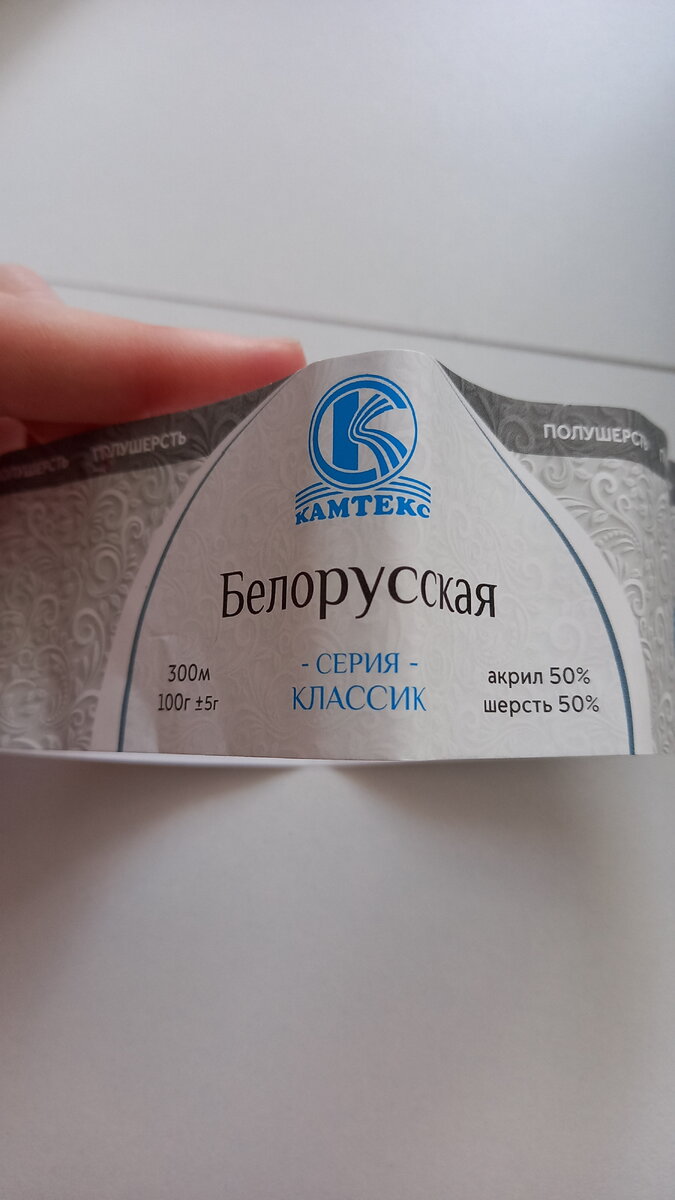 ПОЛУШЕРСТЬ
ПОЛУШЕРСТЬ
ПОЛУШЕРСТЬ
КАМТЕКС
Белорусская
300м
100г ±5г
- СЕРИЯ -
КЛАССИК
акрил 50%
шерсть 50%